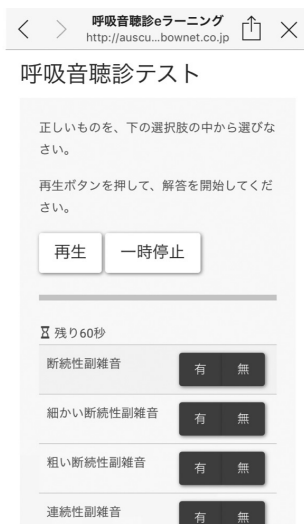 呼吸音聴診eラーニング
http://auscu...bownet.co.jp
呼吸音聴診テスト
正しいものを、下の選択肢の中から選びな
さい。
再生ボタンを押して、解答を開始してくだ
さい。
再生 一時停止
残り60秒
断続性副雑音 有 無
細かい断続性副雑音 有 無
粗い断続性副雑音 有 無
連続性副雑音 有 無